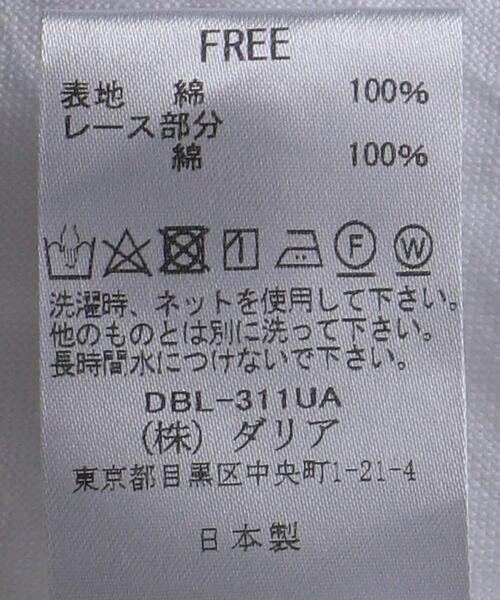 FREE
表地 綿 100%
レース部分
綿 100%
F W
洗濯時、ネットを使用して下さい。
他のものとは別に洗って下さい。
長時間水につけないで下さい。
DBL-311UA
(株) ダリア
東京都目黒区中央町1-21-4
日本製